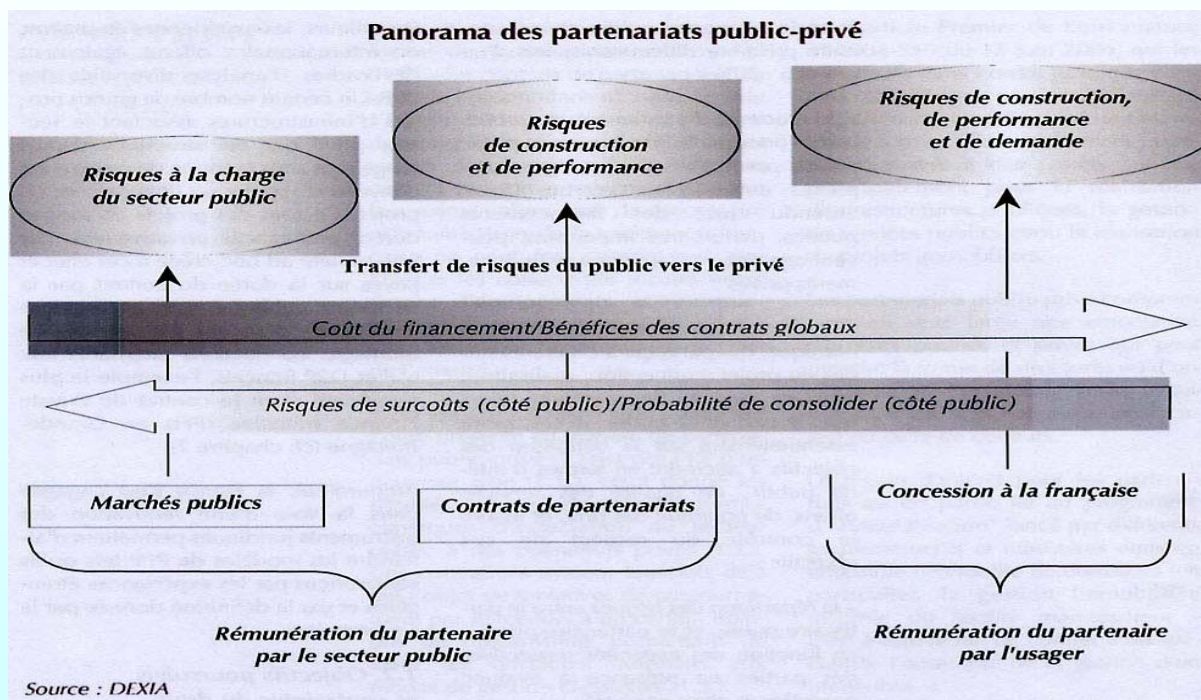 Panorama des partenariats public-privé
Risques à la charge
du secteur public
Risques
de construction
et de performance
Risques de construction,
de performance
et de demande
Transfert de risques du public vers le privé
Coût du financement/Bénéfices des contrats globaux
Risques de surcoûts (côté public)/Probabilité de consolider (côté public)
Marchés publics
Contrats de partenariats
Concession à la française
Rémunération du partenaire
par le secteur public
Rémunération du partenaire
par l'usager
Source : DEXIA